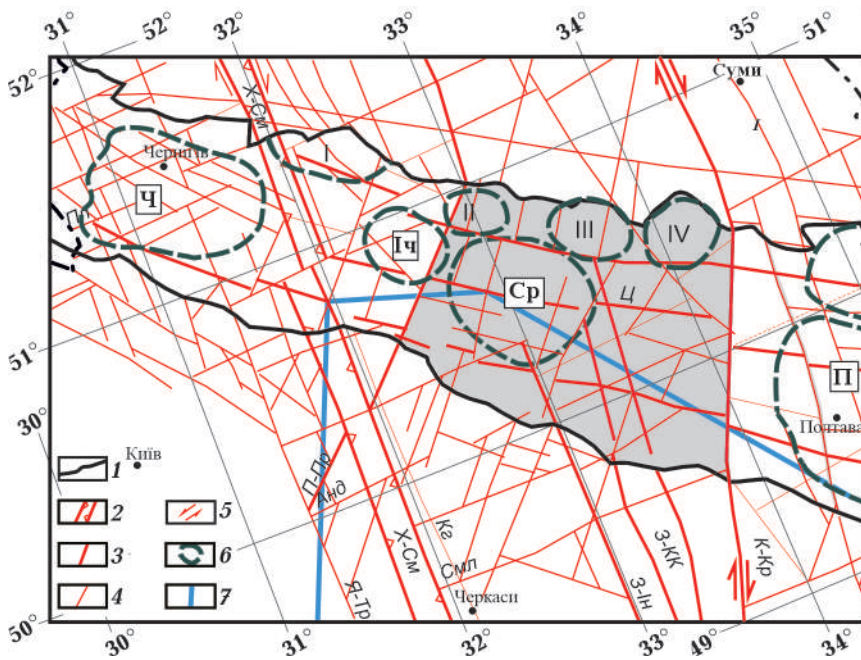 31° 52° 32° 33° 34° 35° 51°
52°
Суми
Х-См
I
I
Чернігів
Ч
Пр
II
III
IV
Іч
Ср
Ц
51°
П
Полтава
30°
Київ
1
2
5
3
6
4
7
П-Пр
Анд
Х-См
Кг
Смл
Я-Тр
Черкаси
З-Ін
З-КК
К-Кр
50°
30° 31° 32° 33° 49° 34°